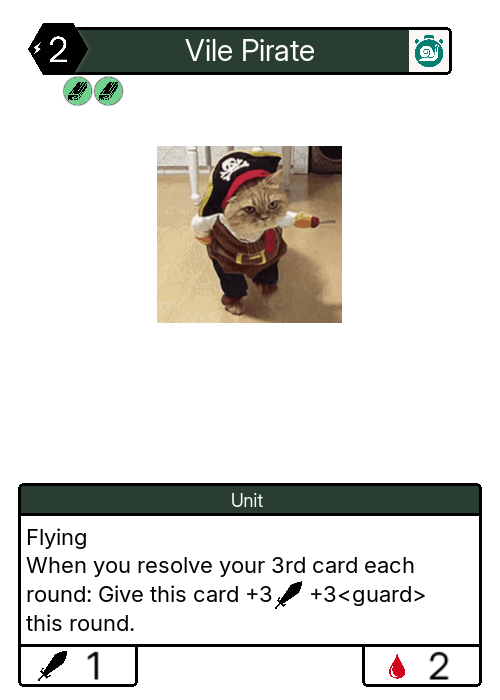 2
Vile Pirate
Unit
Flying
When you resolve your 3rd card each
round: Give this card +3 +3<guard>
this round.
1
2